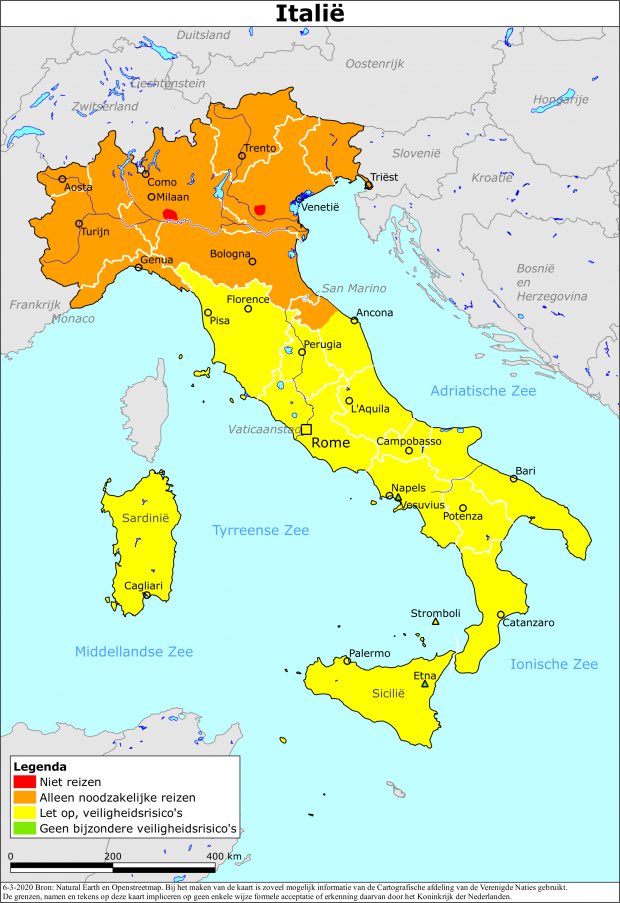 Italië
Duitsland
Oostenrijk
Liechtenstein
Zwitserland
Hongarije
Trento
Slovenië
Aosta
Como
Triëst
Kroatië
Milaan
Venetië
Turijn
Bologna
Genua
Bosnië
en
Herzegovina
San Marino
Frankrijk
Florence
Monaco
Pisa
Ancona
Perugia
Adriatische Zee
L'Aquila
Vaticaanstad
Rome
Campobasso
Bari
Napels
Vesuvius
Potenza
Sardinië
Tyrreense Zee
Cagliari
Stromboli
Catanzaro
Middellandse Zee
Palermo
Ionische Zee
Etna
Sicilië
Legenda
Niet reizen
Alleen noodzakelijke reizen
Let op, veiligheidsrisico's
Geen bijzondere veiligheidsrisico's
0 200 400 km
6-3-2020 Bron: Natural Earth en Openstreetmap. Bij het maken van de kaart is zoveel mogelijk informatie van de Cartografische afdeling van de Verenigde Naties gebruikt.
De grenzen, namen en tekens op deze kaart impliceren op geen enkele wijze formele acceptatie of erkenning daarvan door het Koninkrijk der Nederlanden.